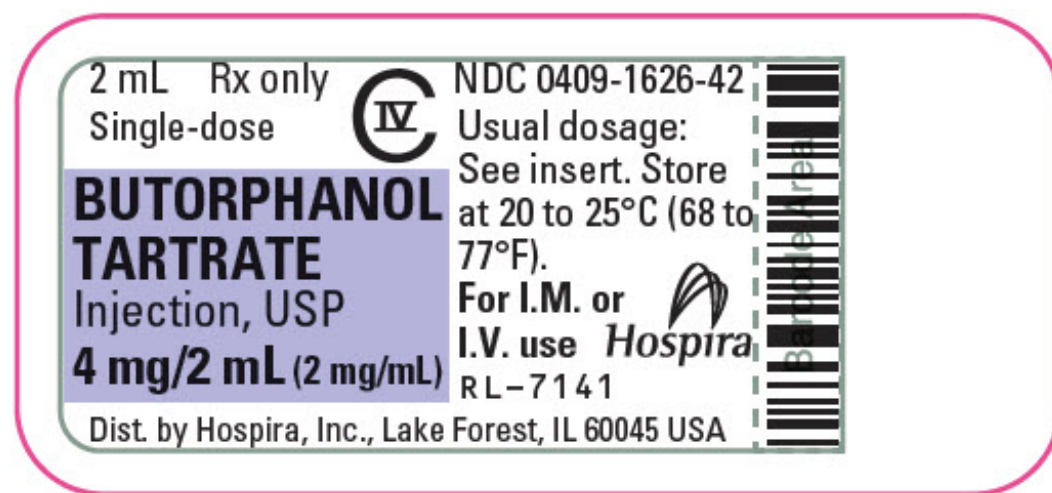 2 mL Rx only
Single-dose
CIV
BUTORPHANOL
TARTRATE
Injection, USP
4 mg/2 mL (2 mg/mL)
NDC 0409-1626-42
Usual dosage:
See insert. Store
at 20 to 25°C (68 to
77°F).
For I.M. or
I.V. use
Hospira
RL-7141
Dist. by Hospira, Inc., Lake Forest, IL 60045 USA
Barcode Area